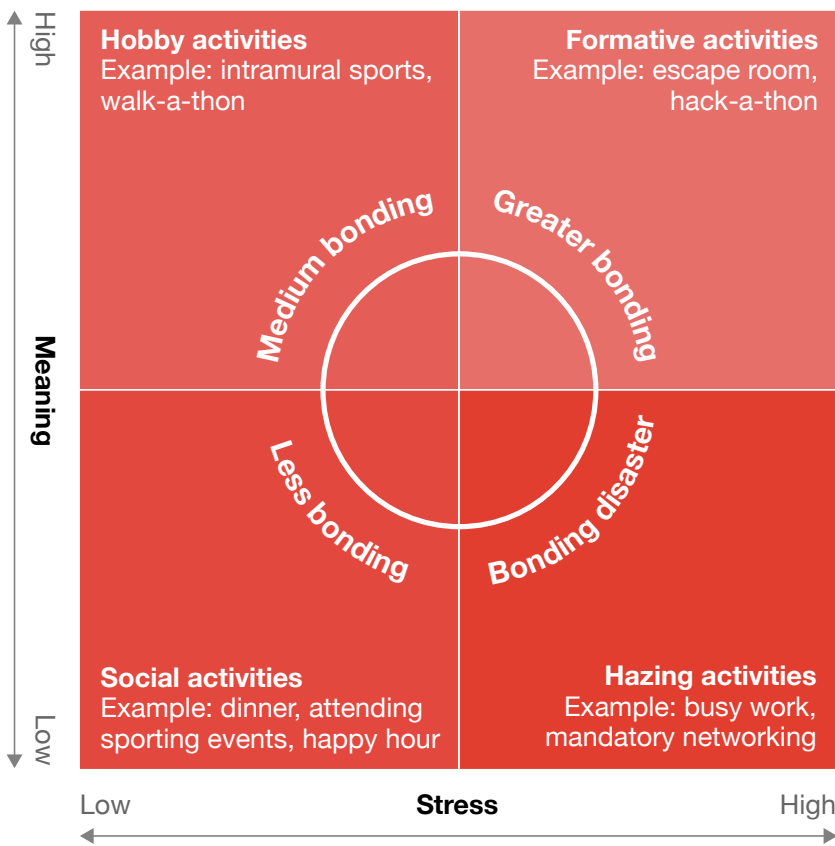 High
Meaning
Low
Hobby activities
Example: intramural sports,
walk-a-thon
Formative activities
Example: escape room,
hack-a-thon
Medium bonding
Greater bonding
Less bonding
Bonding disaster
Social activities
Example: dinner, attending
sporting events, happy hour
Hazing activities
Example: busy work,
mandatory networking
Low
Stress
High